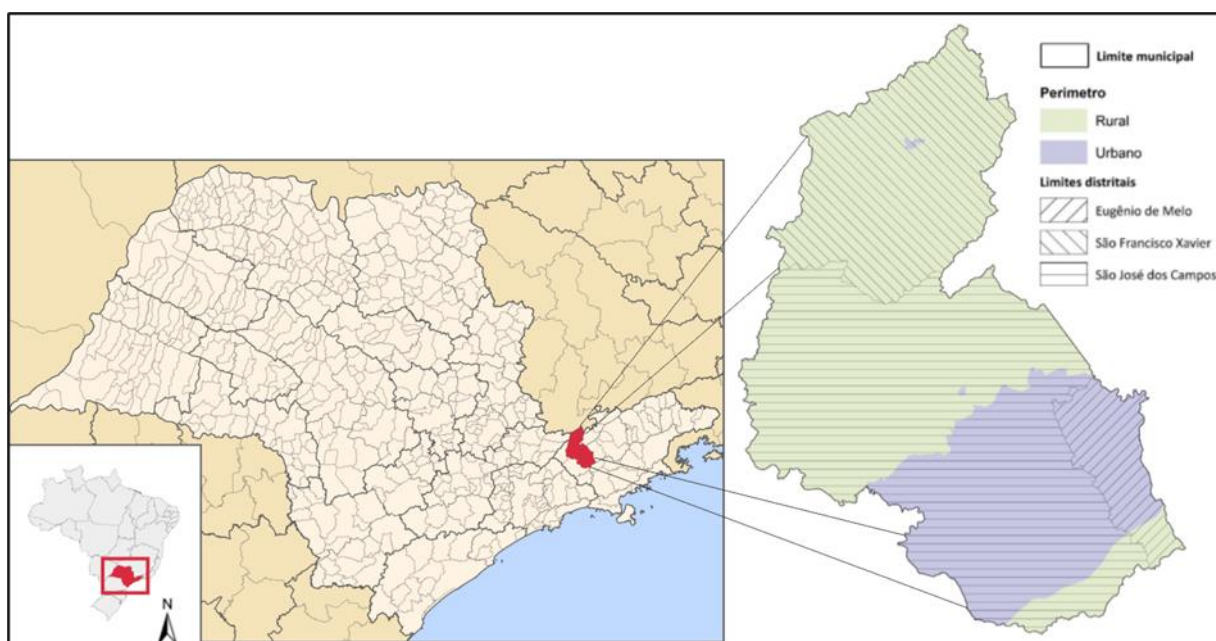 Limite municipal
Perimetro
Rural
Urbano
Limites distritais
Eugênio de Melo
São Francisco Xavier
São José dos Campos
N